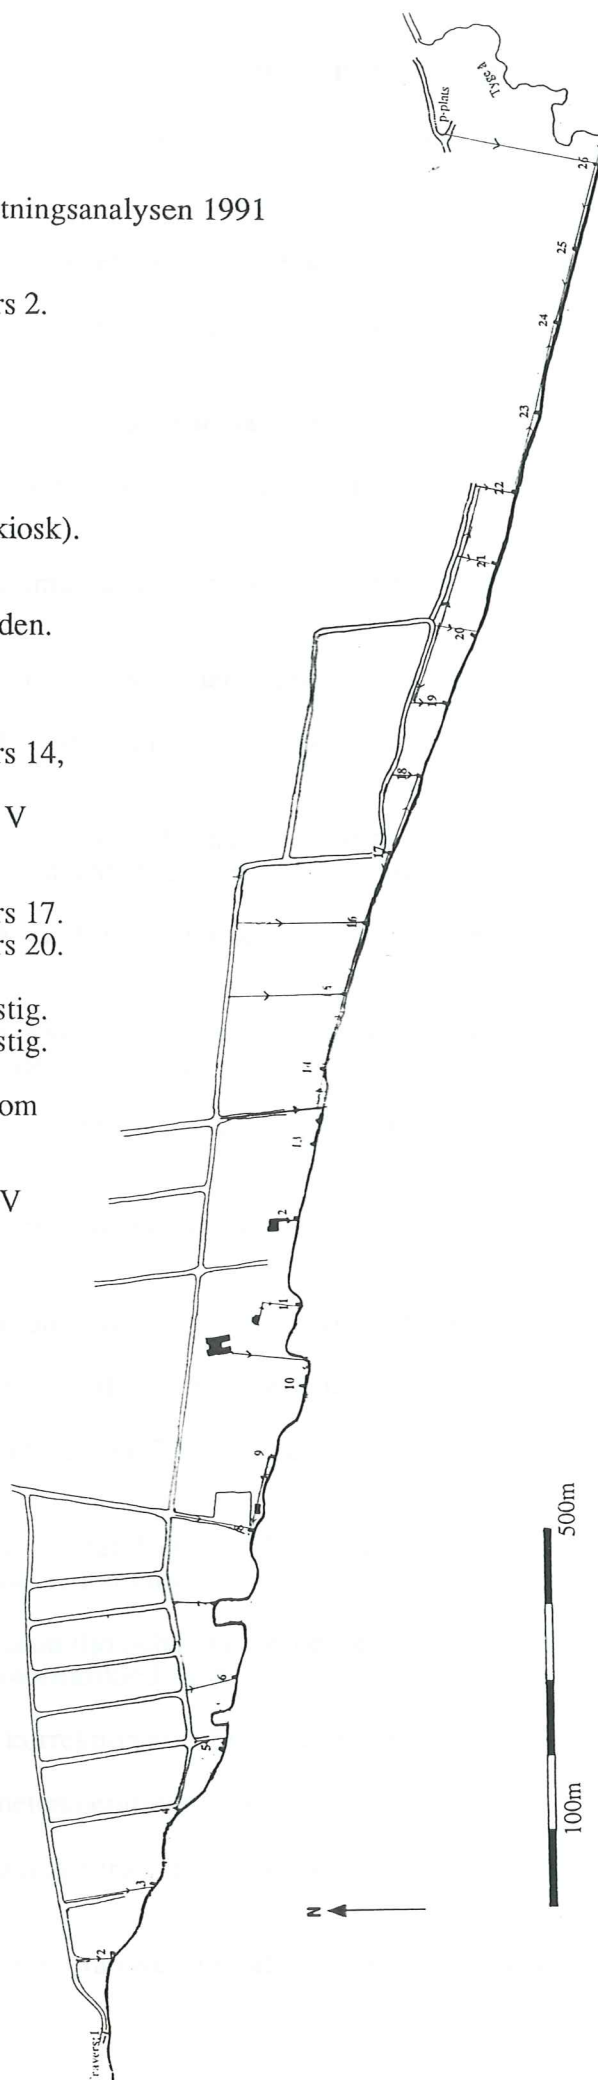 tningsanalysen 1991
rs 2.
kiosk).
den.
rs 14,
V
rs 17.
rs 20.
stig.
stig.
om
V
Tyge å
p-plats
26
25
24
23
22
21
20
19
18
17
16
15
14
13
12
11
10
9
8
6
5
4
3
2
Travers: 1
N
500m
100m